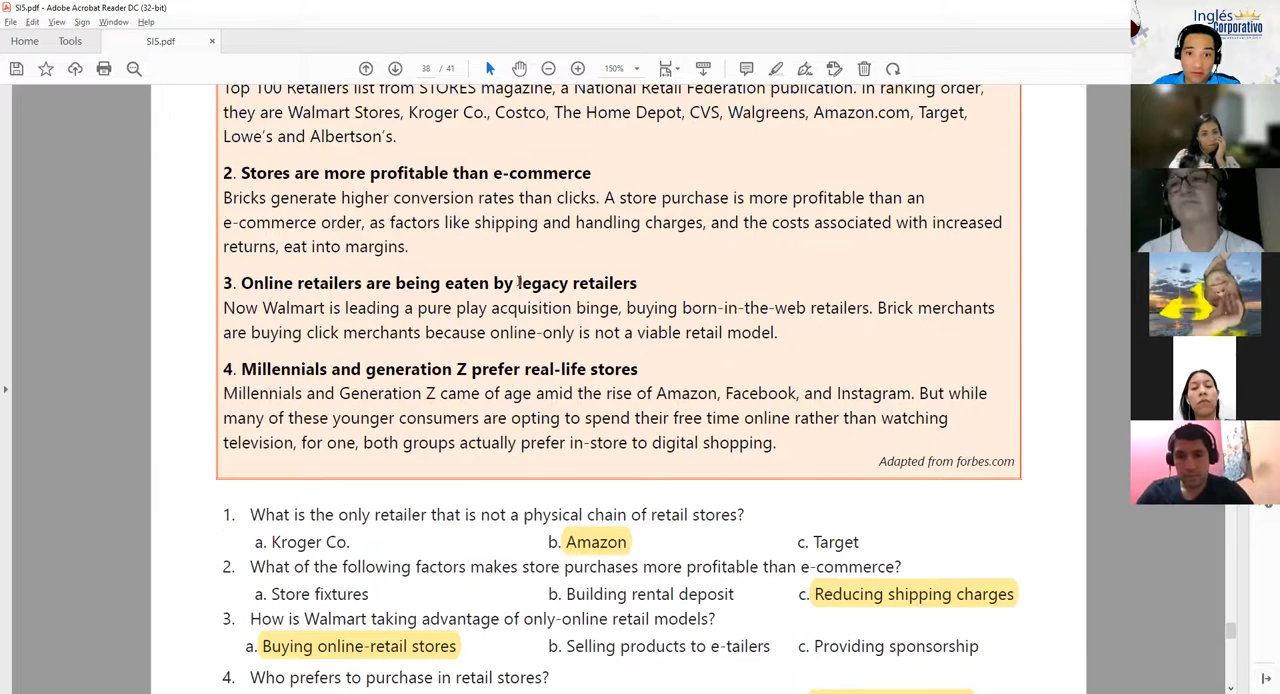 SI5.pdf - Adobe Acrobat Reader DC (32-bit)
File Edit View Sign Window Help
Home Tools SI5.pdf ×
38 / 41 150%
Inglés
Corporativo
Top 100 Retailers list from STORES magazine, a National Retail Federation publication. In ranking order,
they are Walmart Stores, Kroger Co., Costco, The Home Depot, CVS, Walgreens, Amazon.com, Target,
Lowe's and Albertson's.
2. Stores are more profitable than e-commerce
Bricks generate higher conversion rates than clicks. A store purchase is more profitable than an
e-commerce order, as factors like shipping and handling charges, and the costs associated with increased
returns, eat into margins.
3. Online retailers are being eaten by legacy retailers
Now Walmart is leading a pure play acquisition binge, buying born-in-the-web retailers. Brick merchants
are buying click merchants because online-only is not a viable retail model.
4. Millennials and generation Z prefer real-life stores
Millennials and Generation Z came of age amid the rise of Amazon, Facebook, and Instagram. But while
many of these younger consumers are opting to spend their free time online rather than watching
television, for one, both groups actually prefer in-store to digital shopping.
Adapted from forbes.com
1. What is the only retailer that is not a physical chain of retail stores?
a. Kroger Co. b. Amazon c. Target
2. What of the following factors makes store purchases more profitable than e-commerce?
a. Store fixtures b. Building rental deposit c. Reducing shipping charges
3. How is Walmart taking advantage of only-online retail models?
a. Buying online-retail stores b. Selling products to e-tailers c. Providing sponsorship
4. Who prefers to purchase in retail stores?